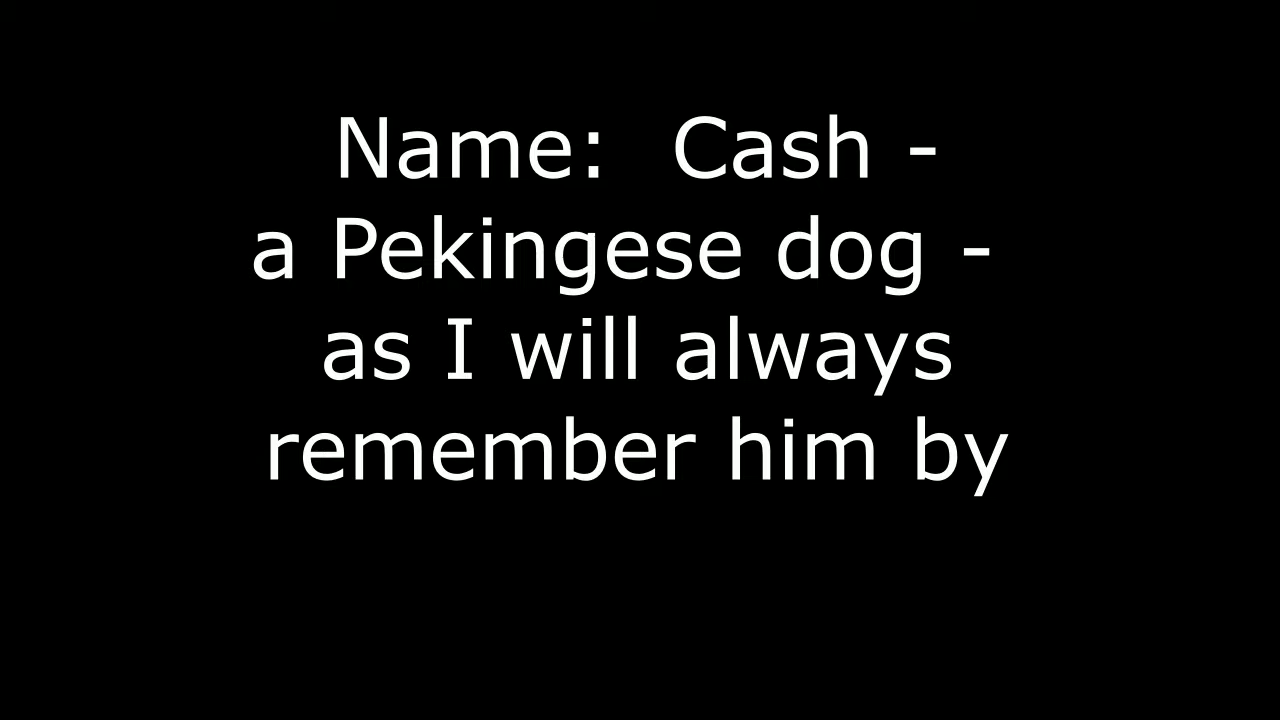 Name:  Cash -
a Pekingese dog -
as I will always
remember him by